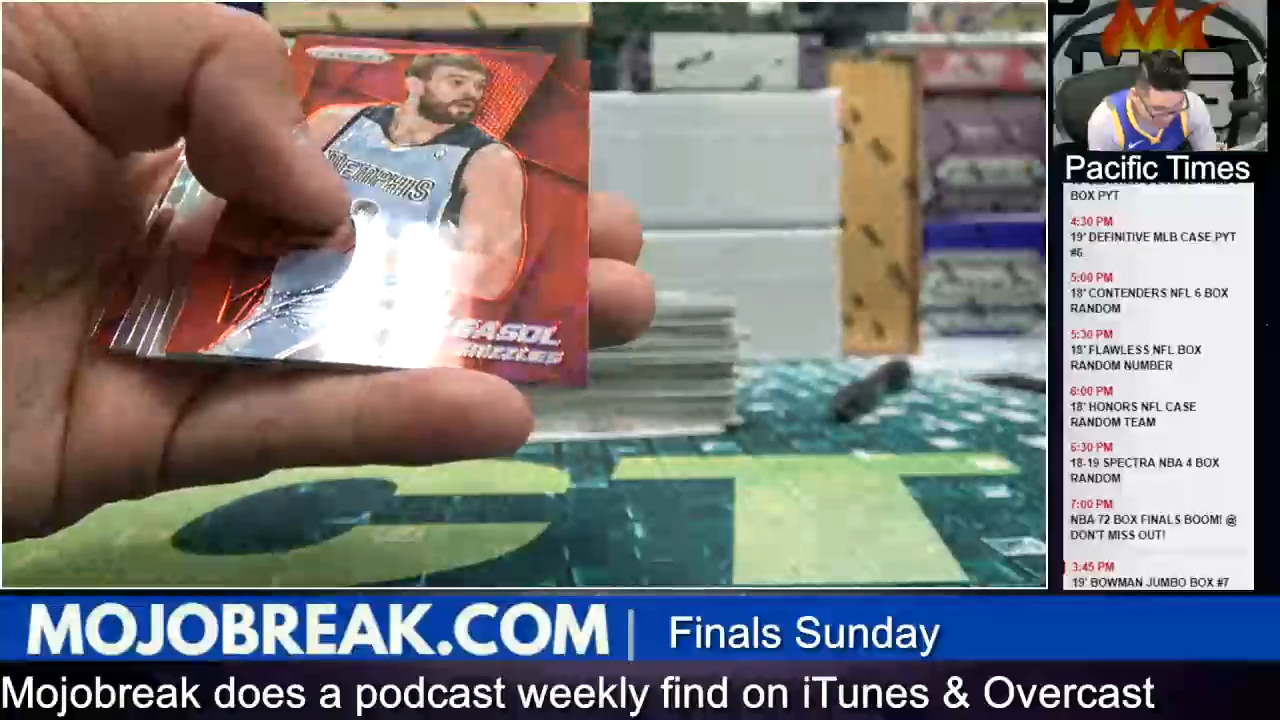 MEMPHIS
GASOL
GRIZZLIES
Pacific Times
BOX PYT
4:30 PM
19' DEFINITIVE MLB CASE PYT
#6
5:00 PM
18' CONTENDERS NFL 6 BOX
RANDOM
5:30 PM
18' FLAWLESS NFL BOX
RANDOM NUMBER
6:00 PM
18' HONORS NFL CASE
RANDOM TEAM
6:30 PM
18-19 SPECTRA NBA 4 BOX
RANDOM
7:00 PM
NBA 72 BOX FINALS BOOM! @
DON'T MISS OUT!
3:45 PM
19' BOWMAN JUMBO BOX #7
MOJOBREAK.COM | Finals Sunday
Mojobreak does a podcast weekly find on iTunes & Overcast